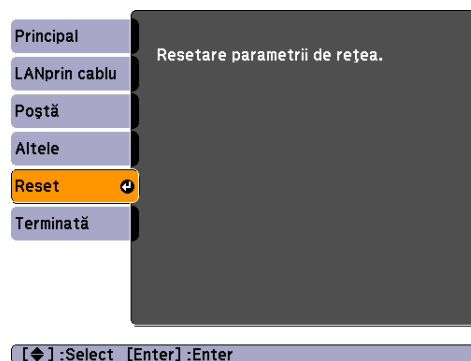 Principal
LANprin cablu
Poştă
Altele
Reset
Terminată
Resetare parametrii de reţea.
[◆] :Select [Enter] :Enter